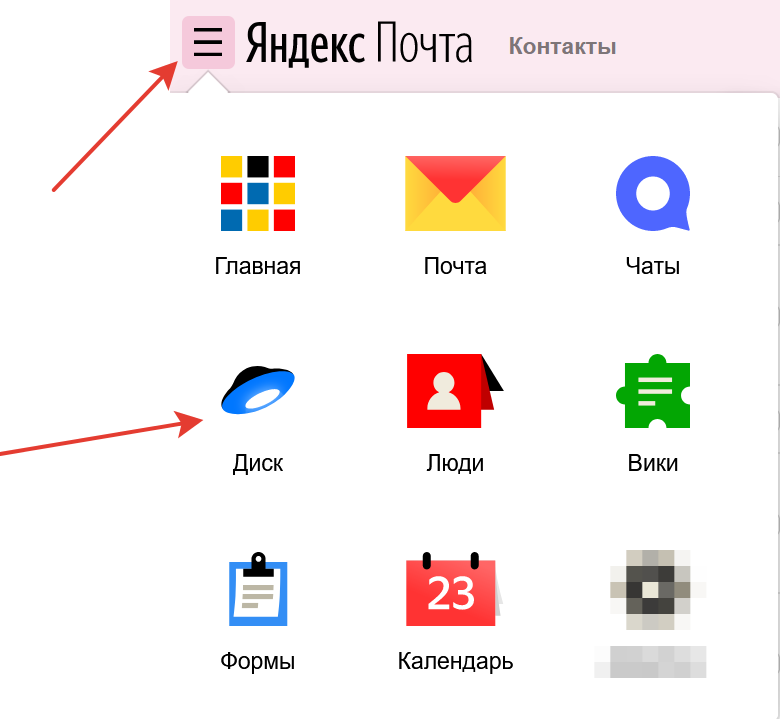 Яндекс Почта Контакты
Главная Почта Чаты
Диск Люди Вики
23
Формы Календарь